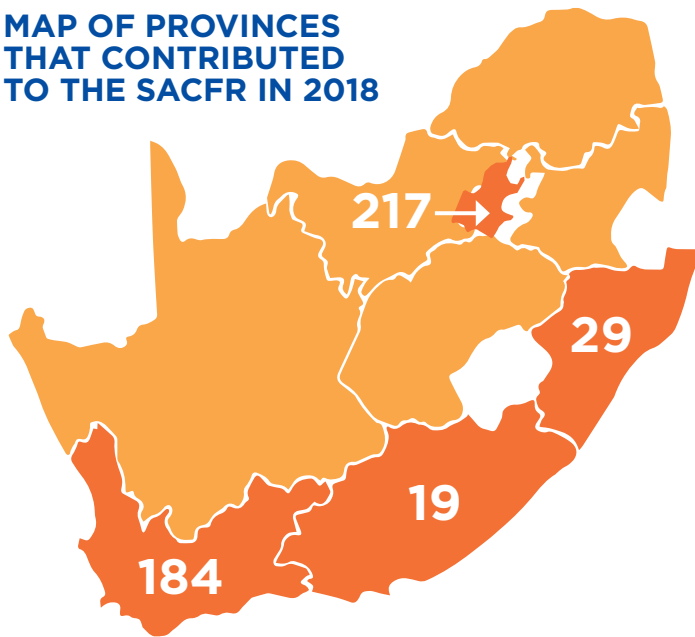 MAP OF PROVINCES
THAT CONTRIBUTED
TO THE SACFR IN 2018
217
29
19
184